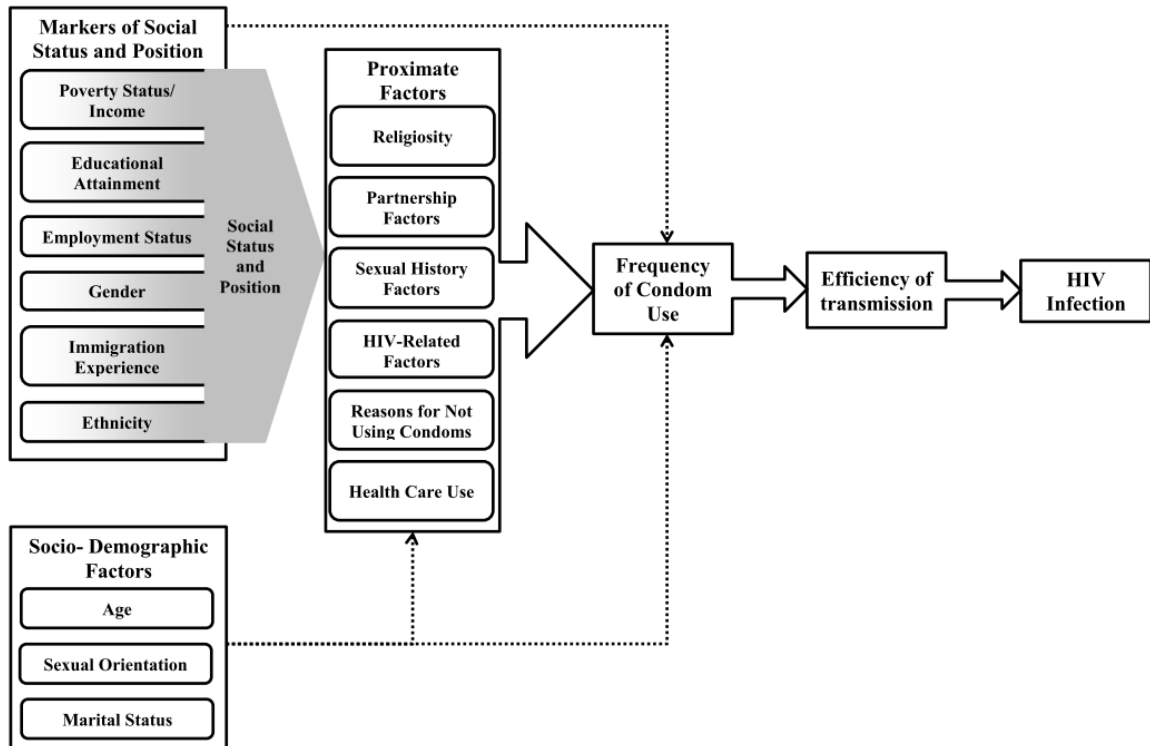 Markers of Social
Status and Position
Poverty Status/
Income
Educational
Attainment
Employment Status
Gender
Immigration
Experience
Ethnicity
Social
Status
and
Position
Proximate
Factors
Religiosity
Partnership
Factors
Sexual History
Factors
HIV-Related
Factors
Reasons for Not
Using Condoms
Health Care Use
Frequency
of Condom
Use
Efficiency of
transmission
HIV
Infection
Socio- Demographic
Factors
Age
Sexual Orientation
Marital Status